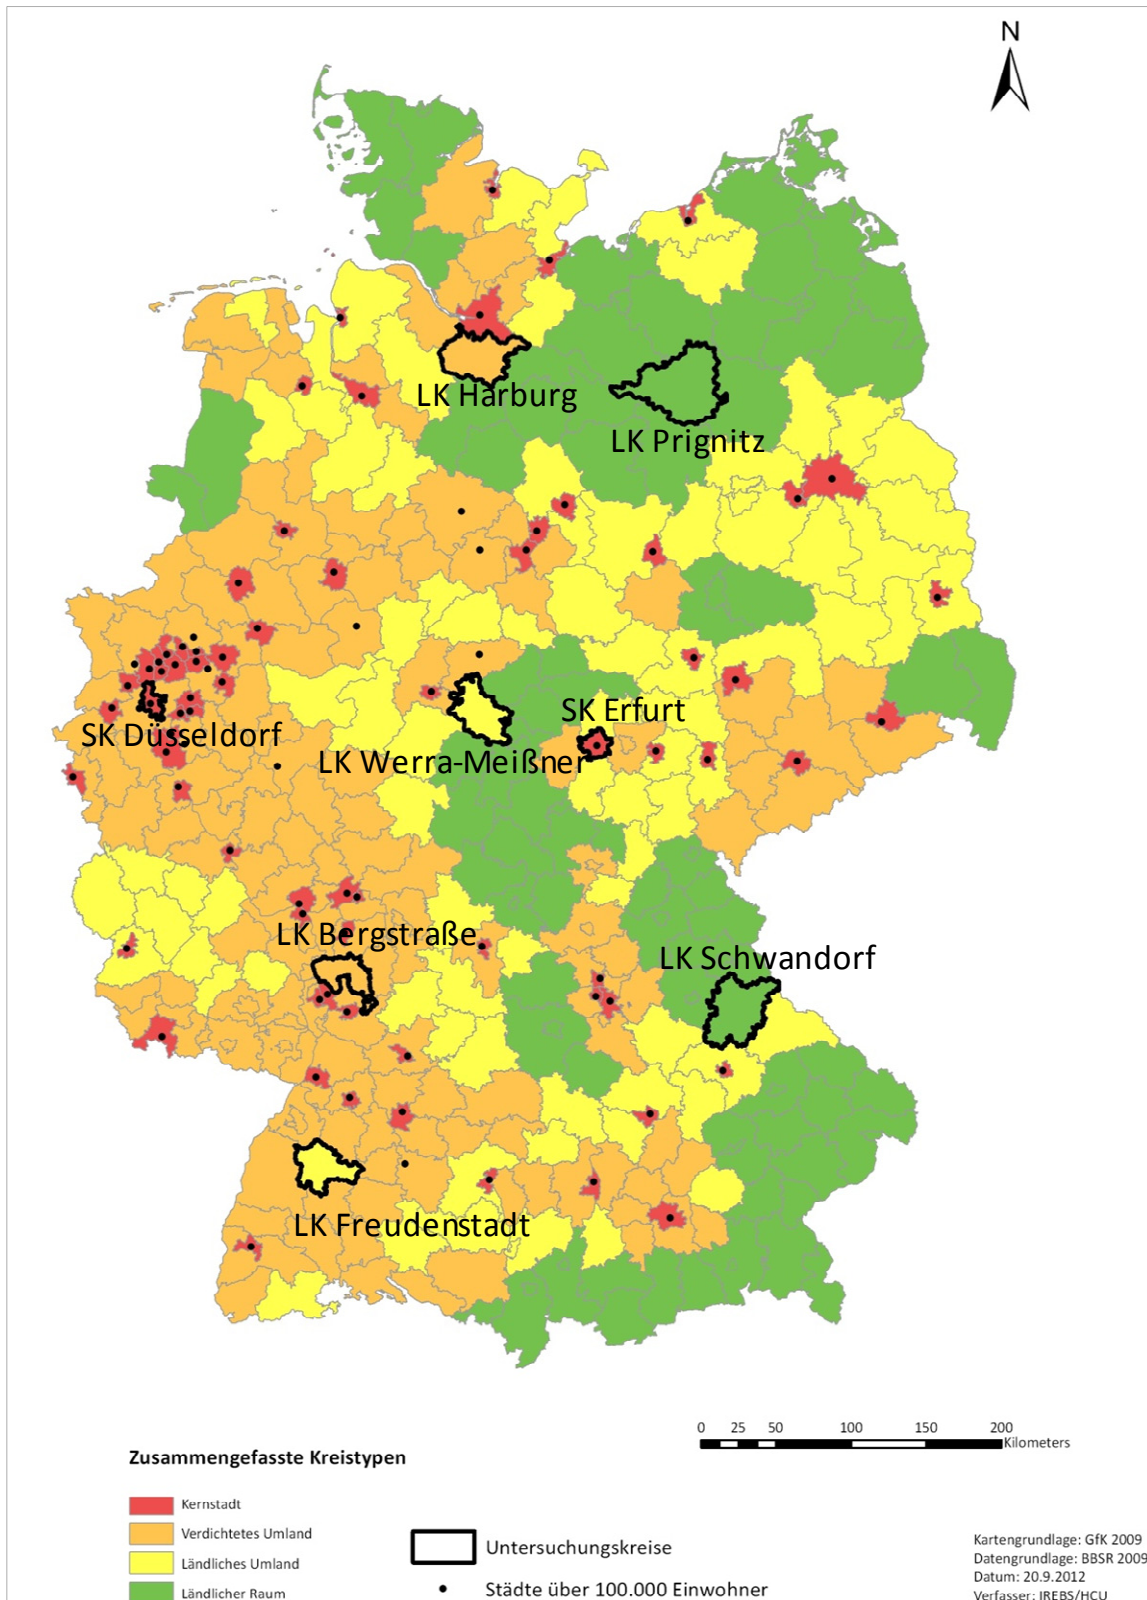 N
LK Harburg
LK Prignitz
SK Erfurt
SK Düsseldorf
LK Werra-Meißner
LK Bergstraße
LK Schwandorf
LK Freudenstadt
0 25 50 100 150 200
Kilometers
Zusammengefasste Kreistypen
Kernstadt
Verdichtetes Umland
Ländliches Umland
Ländlicher Raum
Untersuchungskreise
Städte über 100.000 Einwohner
Kartengrundlage: GfK 2009
Datengrundlage: BBSR 2009
Datum: 20.9.2012
Verfasser: IREBS/HCU